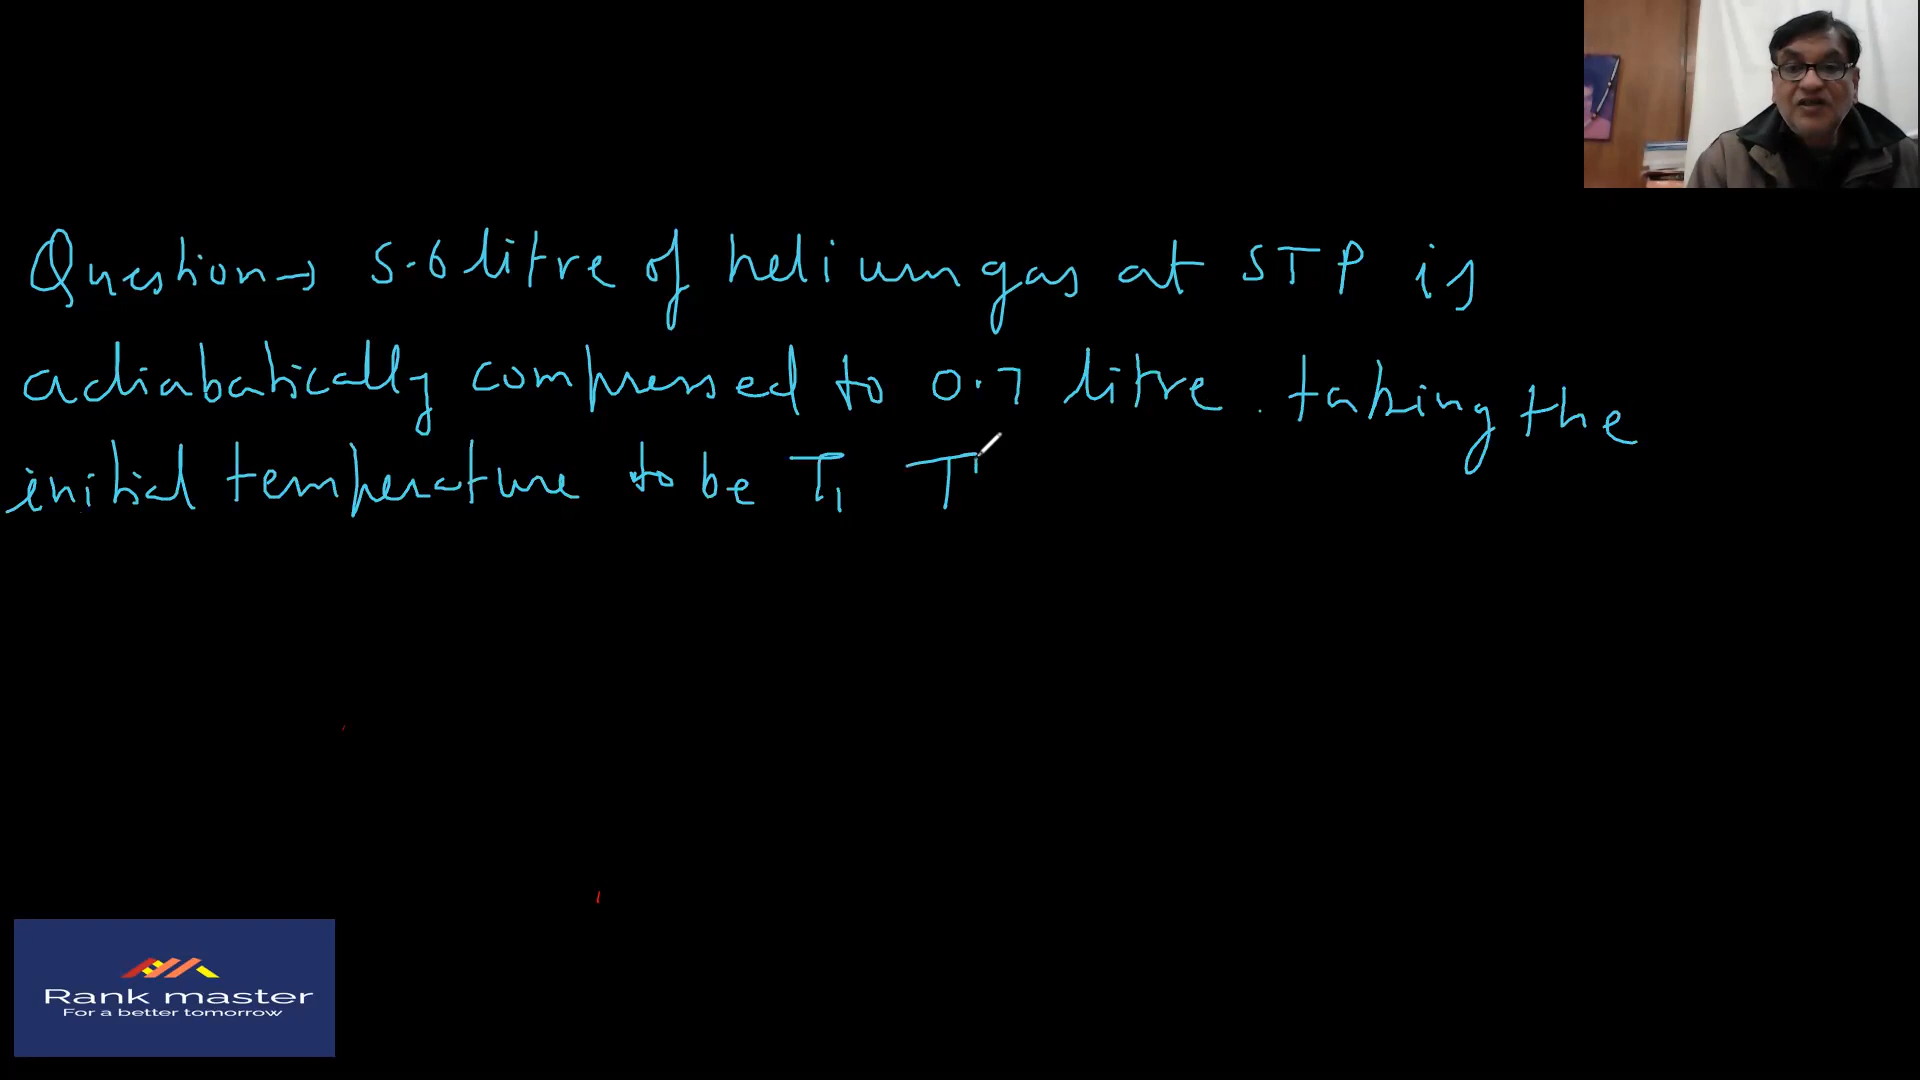 Question→ 5.6 litre of helium gas at STP is
adiabatically compressed to 0.7 litre. taking the
initial temperature to be T₁ T
Rank master
For a better tomorrow